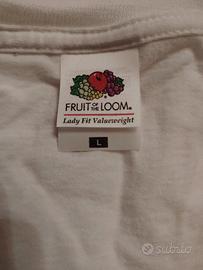 FRUIT OF THE LOOM®
Lady Fit Valueweight
L
subito